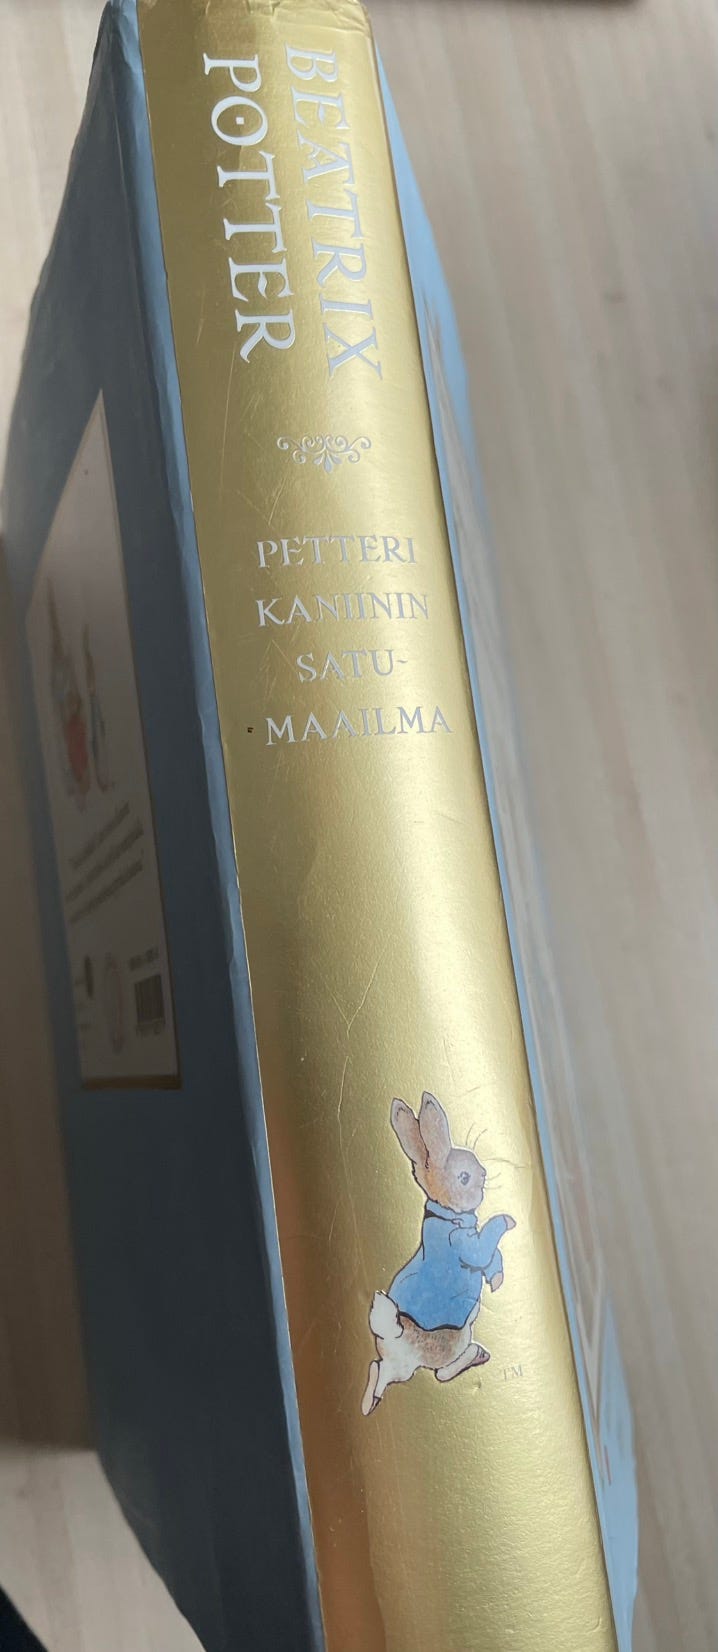 BEATRIX
POTTER
PETTERI
KANIININ
SATU-
MAAILMA
TM